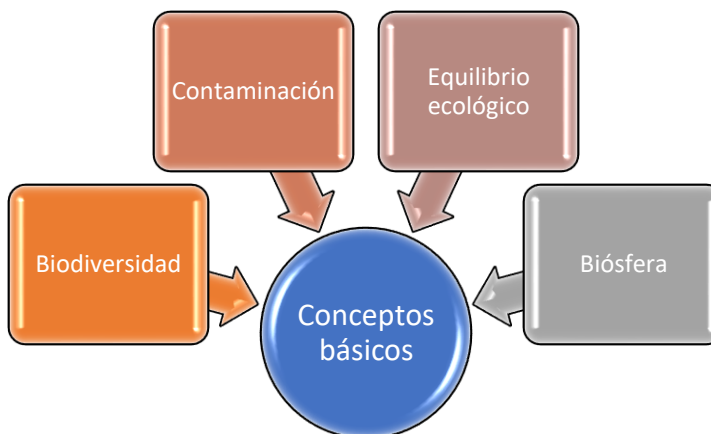 Contaminación
Equilibrio
ecológico
Biodiversidad
Biósfera
Conceptos
básicos